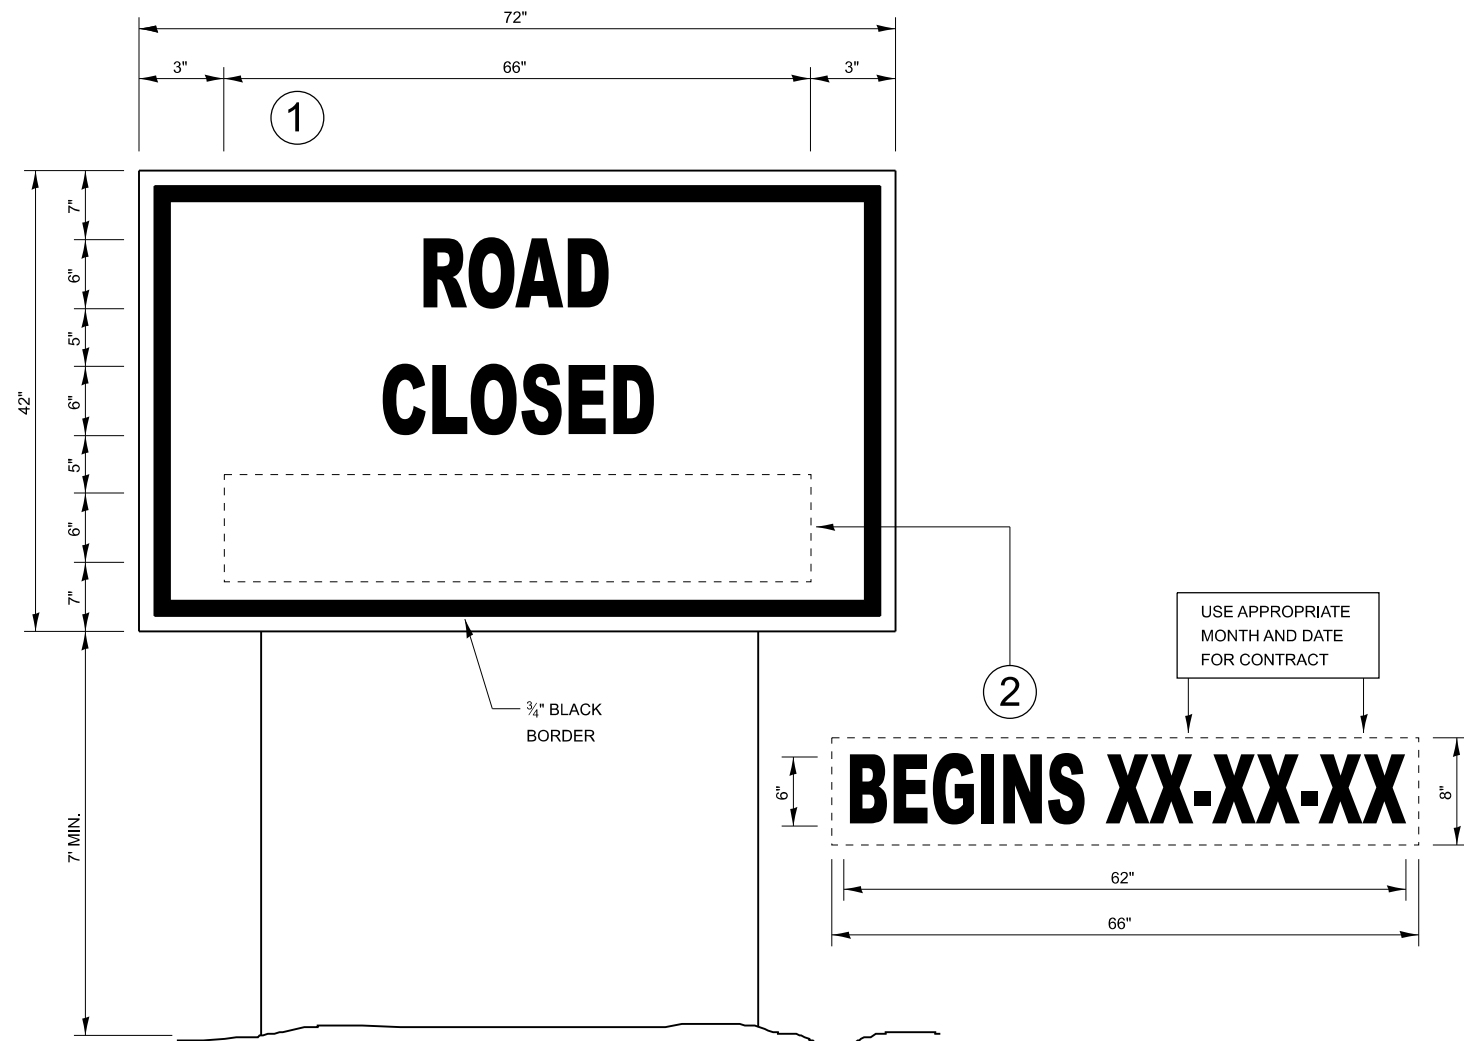 72"
3" 66" 3"
1
42"
7"
6"
5"
6"
5"
6"
7"
7' MIN.
ROAD
CLOSED
¾" BLACK
BORDER
2
USE APPROPRIATE
MONTH AND DATE
FOR CONTRACT
6"
BEGINS XX-XX-XX
8"
62"
66"